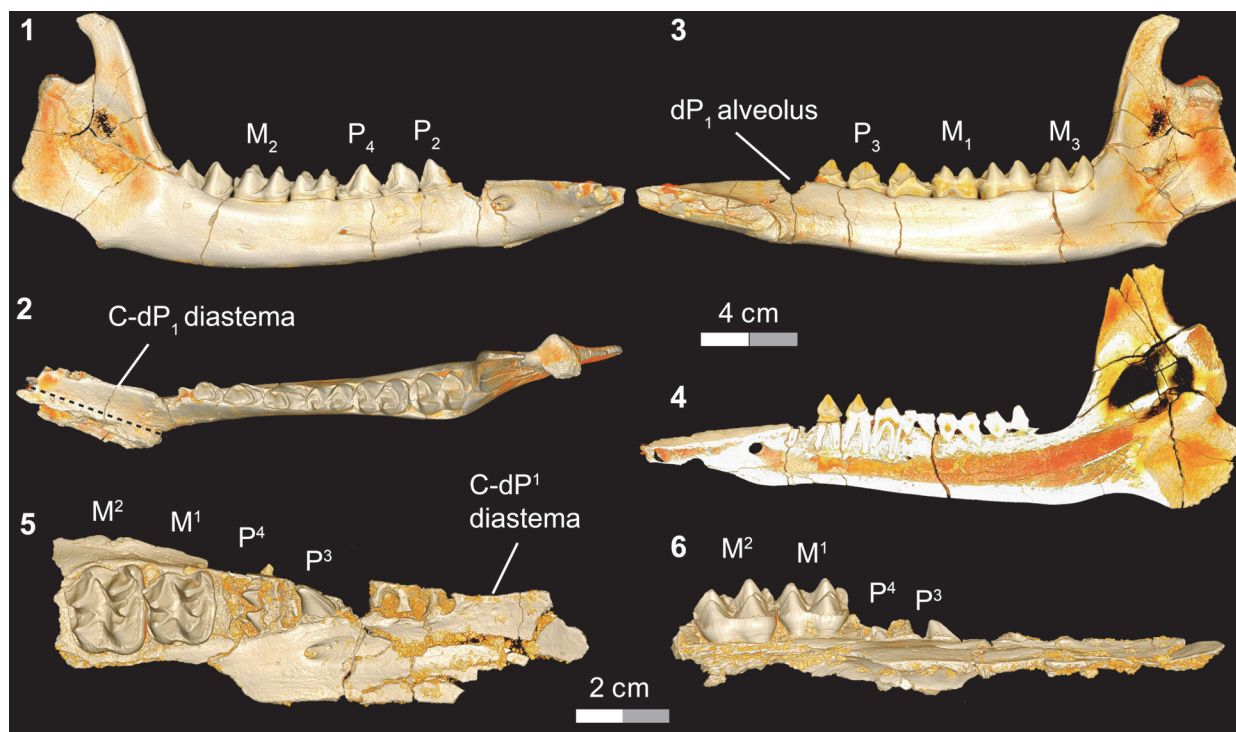 1
M₂
P₄
P₂
3
dP₁ alveolus
P₃
M₁
M₃
2
C-dP₁ diastema
4 cm
4
5
M²
M¹
P⁴
P³
C-dP¹
diastema
6
M²
M¹
P⁴
P³
2 cm